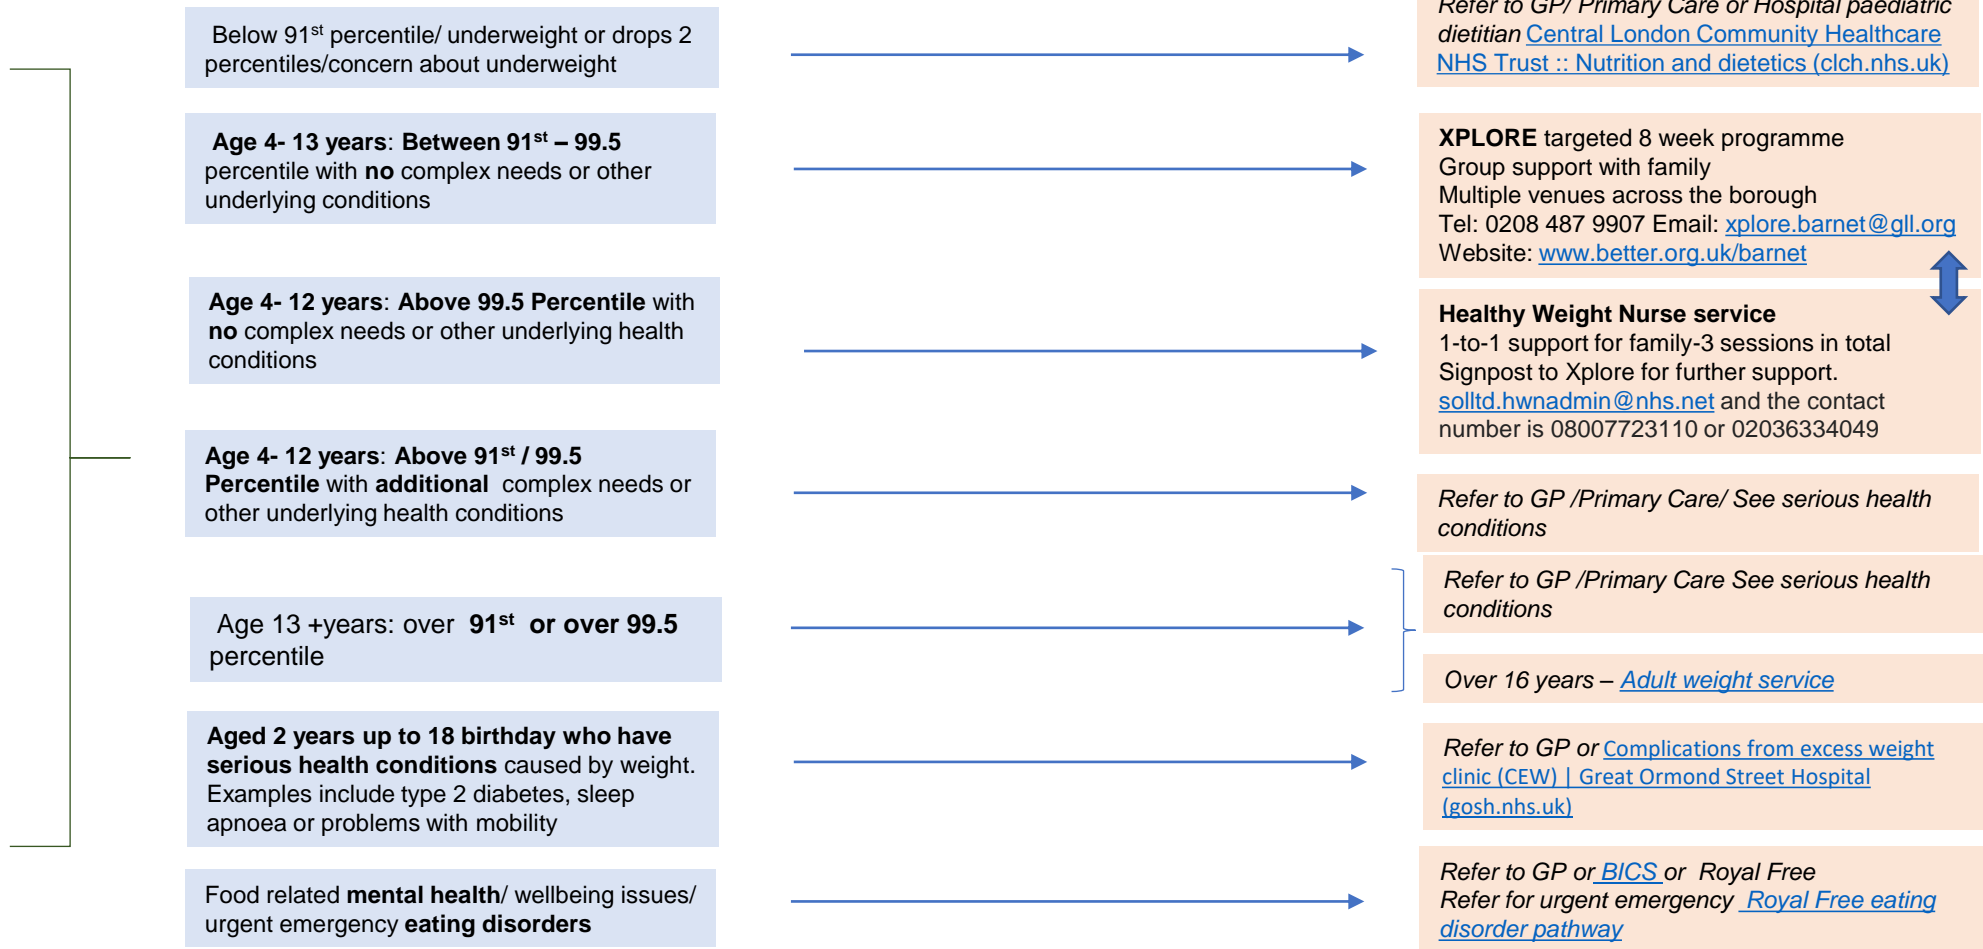 Below 91st percentile/ underweight or drops 2
percentiles/concern about underweight
Refer to GP/ Primary Care or Hospital paediatric
dietitian Central London Community Healthcare
NHS Trust :: Nutrition and dietetics (clch.nhs.uk)
Age 4- 13 years: Between 91st – 99.5
percentile with no complex needs or other
underlying conditions
XPLORE targeted 8 week programme
Group support with family
Multiple venues across the borough
Tel: 0208 487 9907 Email: xplore.barnet@gll.org
Website: www.better.org.uk/barnet
Age 4- 12 years: Above 99.5 Percentile with
no complex needs or other underlying health
conditions
Healthy Weight Nurse service
1-to-1 support for family-3 sessions in total
Signpost to Xplore for further support.
solltd.hwnadmin@nhs.net and the contact
number is 08007723110 or 02036334049
Age 4- 12 years: Above 91st / 99.5
Percentile with additional complex needs or
other underlying health conditions
Refer to GP /Primary Care/ See serious health
conditions
Age 13 +years: over 91st or over 99.5
percentile
Refer to GP /Primary Care See serious health
conditions
Over 16 years – Adult weight service
Aged 2 years up to 18 birthday who have
serious health conditions caused by weight.
Examples include type 2 diabetes, sleep
apnoea or problems with mobility
Refer to GP or Complications from excess weight
clinic (CEW) | Great Ormond Street Hospital
(gosh.nhs.uk)
Food related mental health/ wellbeing issues/
urgent emergency eating disorders
Refer to GP or BICS or Royal Free
Refer for urgent emergency Royal Free eating
disorder pathway